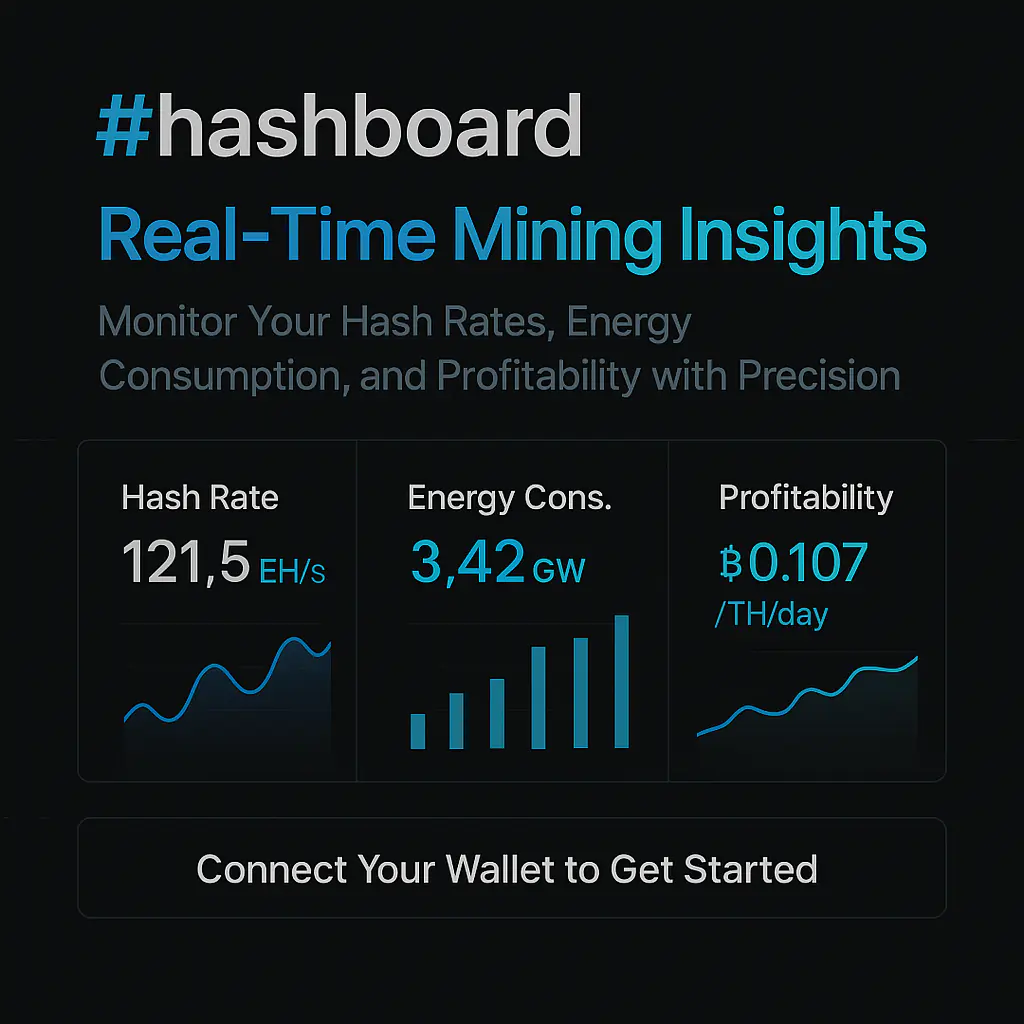 #hashboard
Real-Time Mining Insights
Monitor Your Hash Rates, Energy
Consumption, and Profitability with Precision
Hash Rate
121,5 EH/s
Energy Cons.
3,42 GW
Profitability
₿0.107
/TH/day
Connect Your Wallet to Get Started